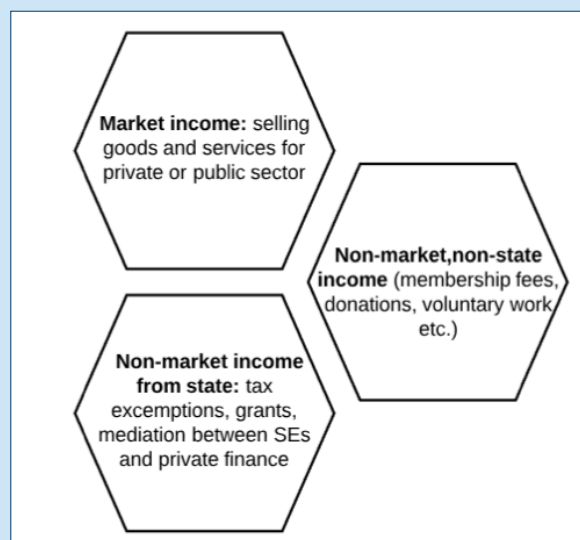 Market income: selling
goods and services for
private or public sector
Non-market,non-state
income (membership fees,
donations, voluntary work
etc.)
Non-market income
from state: tax
excemptions, grants,
mediation between SEs
and private finance